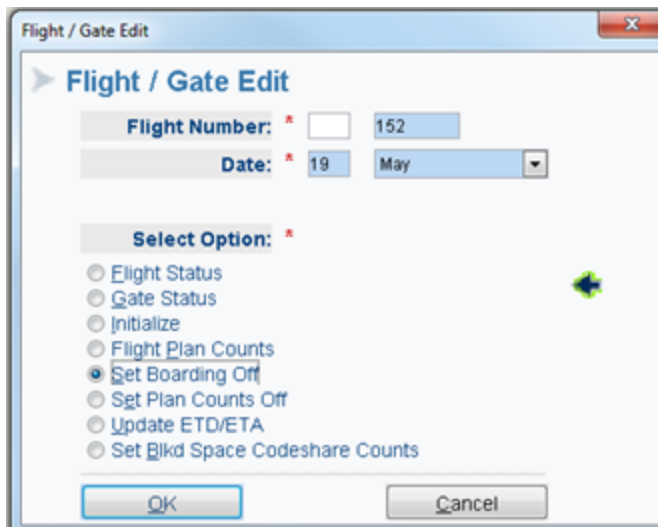 Flight / Gate Edit
Flight / Gate Edit
Flight Number: * 152
Date: * 19 May
Select Option: *
Flight Status
Gate Status
Initialize
Flight Plan Counts
Set Boarding Off
Set Plan Counts Off
Update ETD/ETA
Set Blkd Space Codeshare Counts
OK Cancel